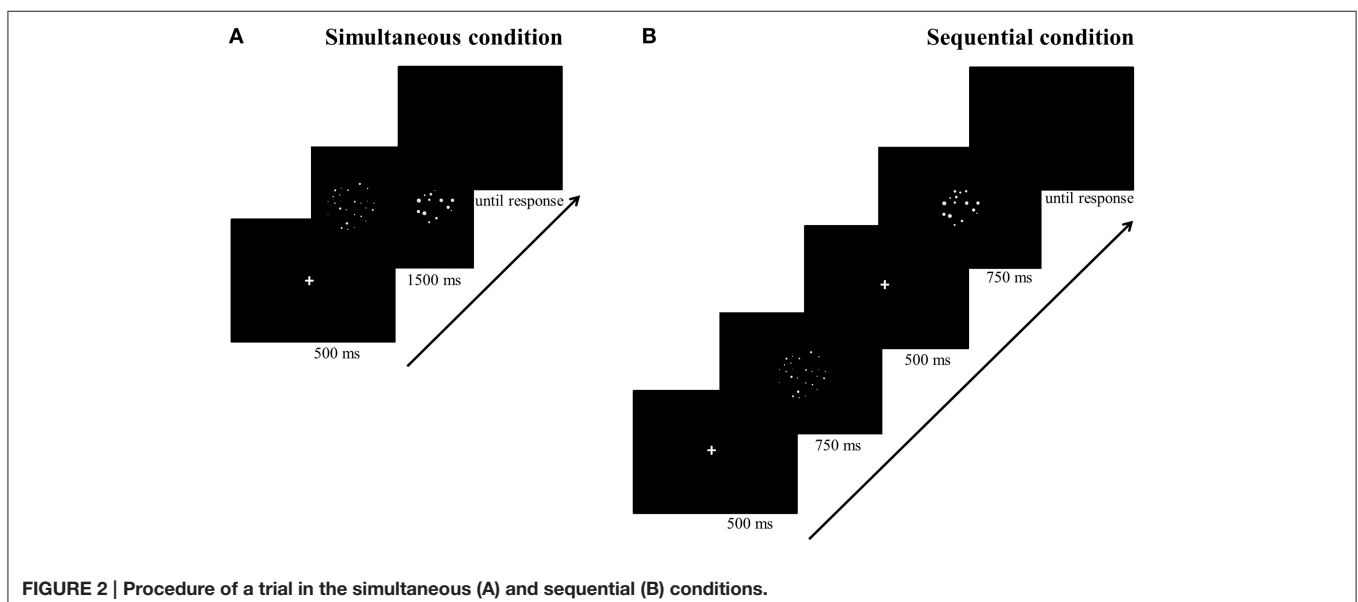 A Simultaneous condition
until response
1500 ms
500 ms
B Sequential condition
until response
750 ms
500 ms
750 ms
500 ms
FIGURE 2 | Procedure of a trial in the simultaneous (A) and sequential (B) conditions.